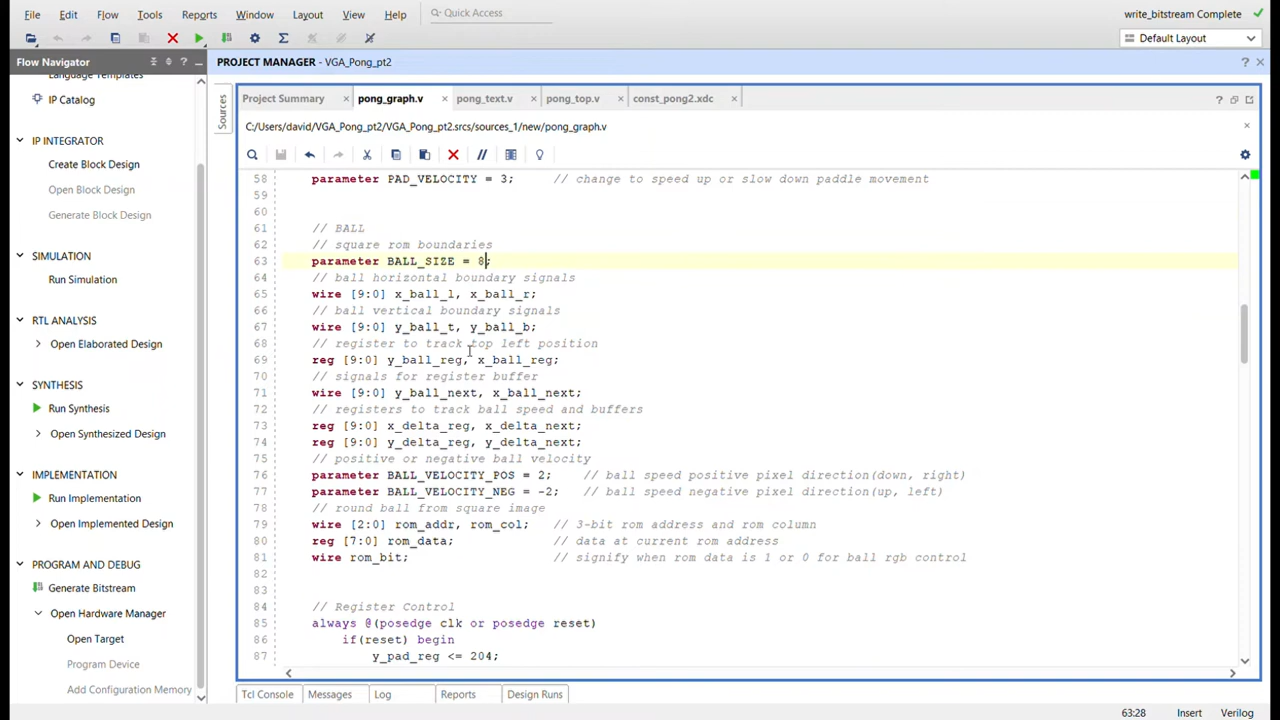 File Edit Flow Tools Reports Window Layout View Help Quick Access write_bitstream Complete
Default Layout
Flow Navigator PROJECT MANAGER - VGA_Pong_pt2
Language Templates
IP Catalog
IP INTEGRATOR
Create Block Design
Open Block Design
Generate Block Design
SIMULATION
Run Simulation
RTL ANALYSIS
Open Elaborated Design
SYNTHESIS
Run Synthesis
Open Synthesized Design
IMPLEMENTATION
Run Implementation
Open Implemented Design
PROGRAM AND DEBUG
Generate Bitstream
Open Hardware Manager
Open Target
Program Device
Add Configuration Memory
Sources
Project Summary pong_graph.v pong_text.v pong_top.v const_pong2.xdc
C:/Users/david/VGA_Pong_pt2/VGA_Pong_pt2.srcs/sources_1/new/pong_graph.v
58 parameter PAD_VELOCITY = 3; // change to speed up or slow down paddle movement
59
60
61 // BALL
62 // square rom boundaries
63 parameter BALL_SIZE = 8;
64 // ball horizontal boundary signals
65 wire [9:0] x_ball_l, x_ball_r;
66 // ball vertical boundary signals
67 wire [9:0] y_ball_t, y_ball_b;
68 // register to track top left position
69 reg [9:0] y_ball_reg, x_ball_reg;
70 // signals for register buffer
71 wire [9:0] y_ball_next, x_ball_next;
72 // registers to track ball speed and buffers
73 reg [9:0] x_delta_reg, x_delta_next;
74 reg [9:0] y_delta_reg, y_delta_next;
75 // positive or negative ball velocity
76 parameter BALL_VELOCITY_POS = 2; // ball speed positive pixel direction(down, right)
77 parameter BALL_VELOCITY_NEG = -2; // ball speed negative pixel direction(up, left)
78 // round ball from square image
79 wire [2:0] rom_addr, rom_col; // 3-bit rom address and rom column
80 reg [7:0] rom_data; // data at current rom address
81 wire rom_bit; // signify when rom data is 1 or 0 for ball rgb control
82
83
84 // Register Control
85 always @(posedge clk or posedge reset)
86 if(reset) begin
87 y_pad_reg <= 204;
Tcl Console Messages Log Reports Design Runs
63:28 Insert Verilog